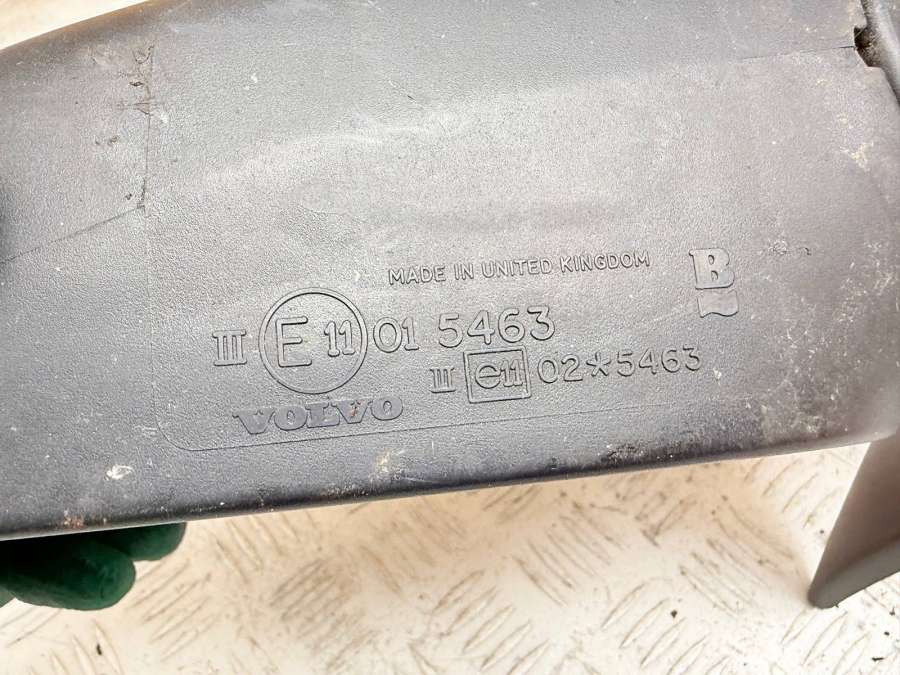 MADE IN UNITED KINGDOM
B
III E 11 01 5463
III e11 02*5463
VOLVO